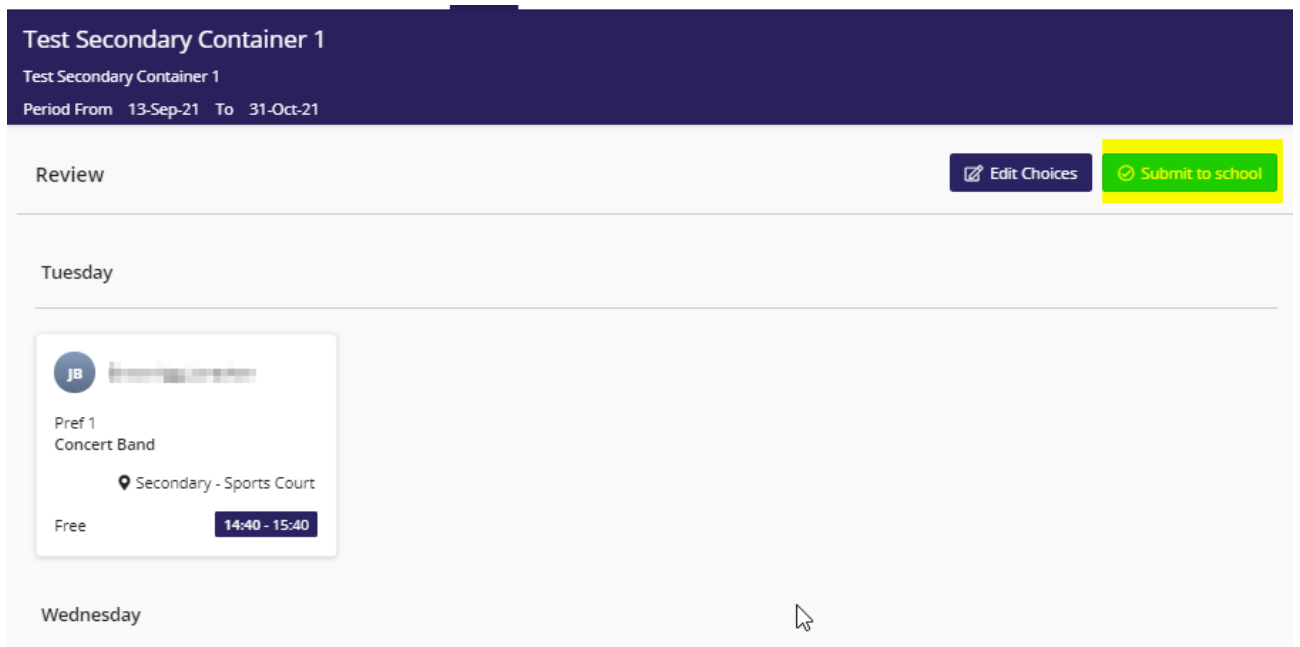 Test Secondary Container 1
Test Secondary Container 1
Period From 13-Sep-21 To 31-Oct-21
Review
Edit Choices
Submit to school
Tuesday
JB
Pref 1
Concert Band
Secondary - Sports Court
Free 14:40 - 15:40
Wednesday